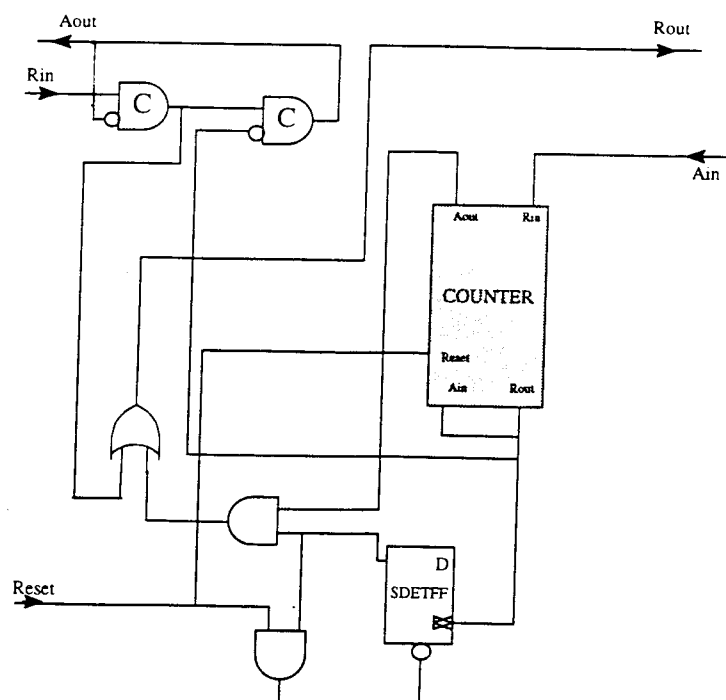 Aout
Rout
Rin
C
C
Ain
Aout
Rin
COUNTER
Reset
Ain
Rout
D
SDETFF
Reset